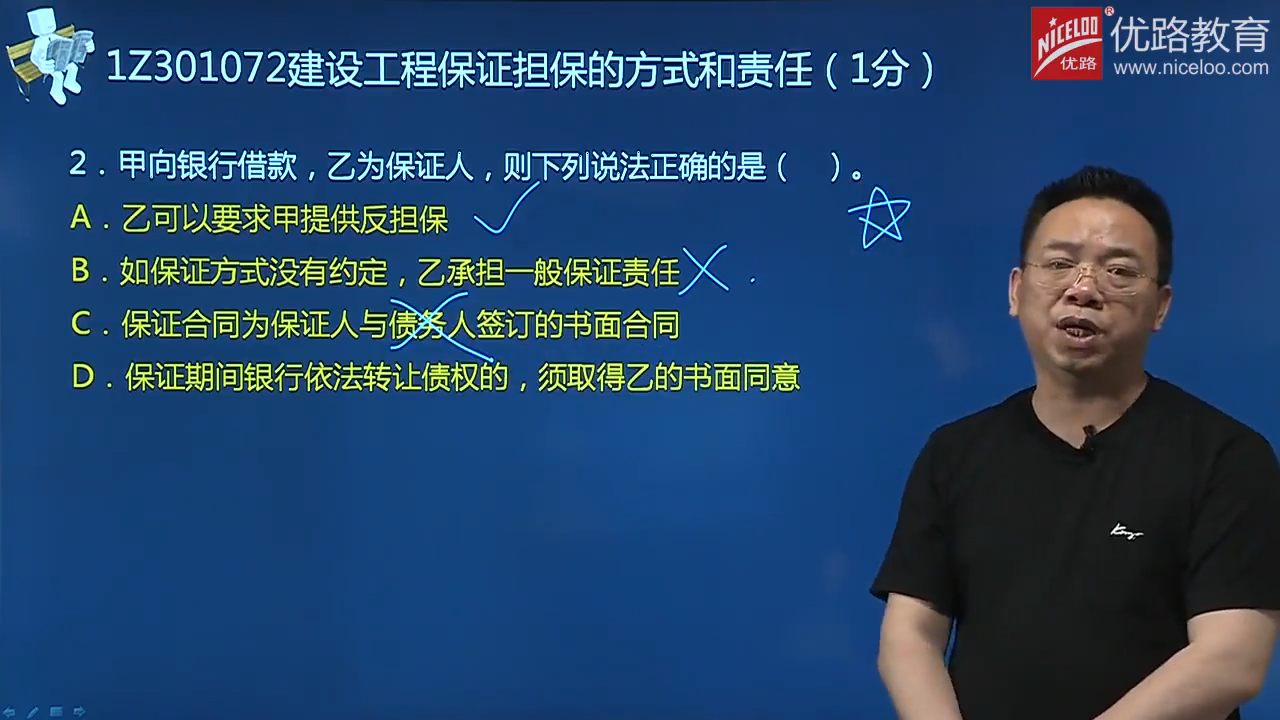 NICELOO
优路
®
优路教育
www.niceloo.com
1Z301072建设工程保证担保的方式和责任（1分）
2．甲向银行借款，乙为保证人，则下列说法正确的是（　）。
A．乙可以要求甲提供反担保
B．如保证方式没有约定，乙承担一般保证责任
C．保证合同为保证人与债务人签订的书面合同
D．保证期间银行依法转让债权的，须取得乙的书面同意